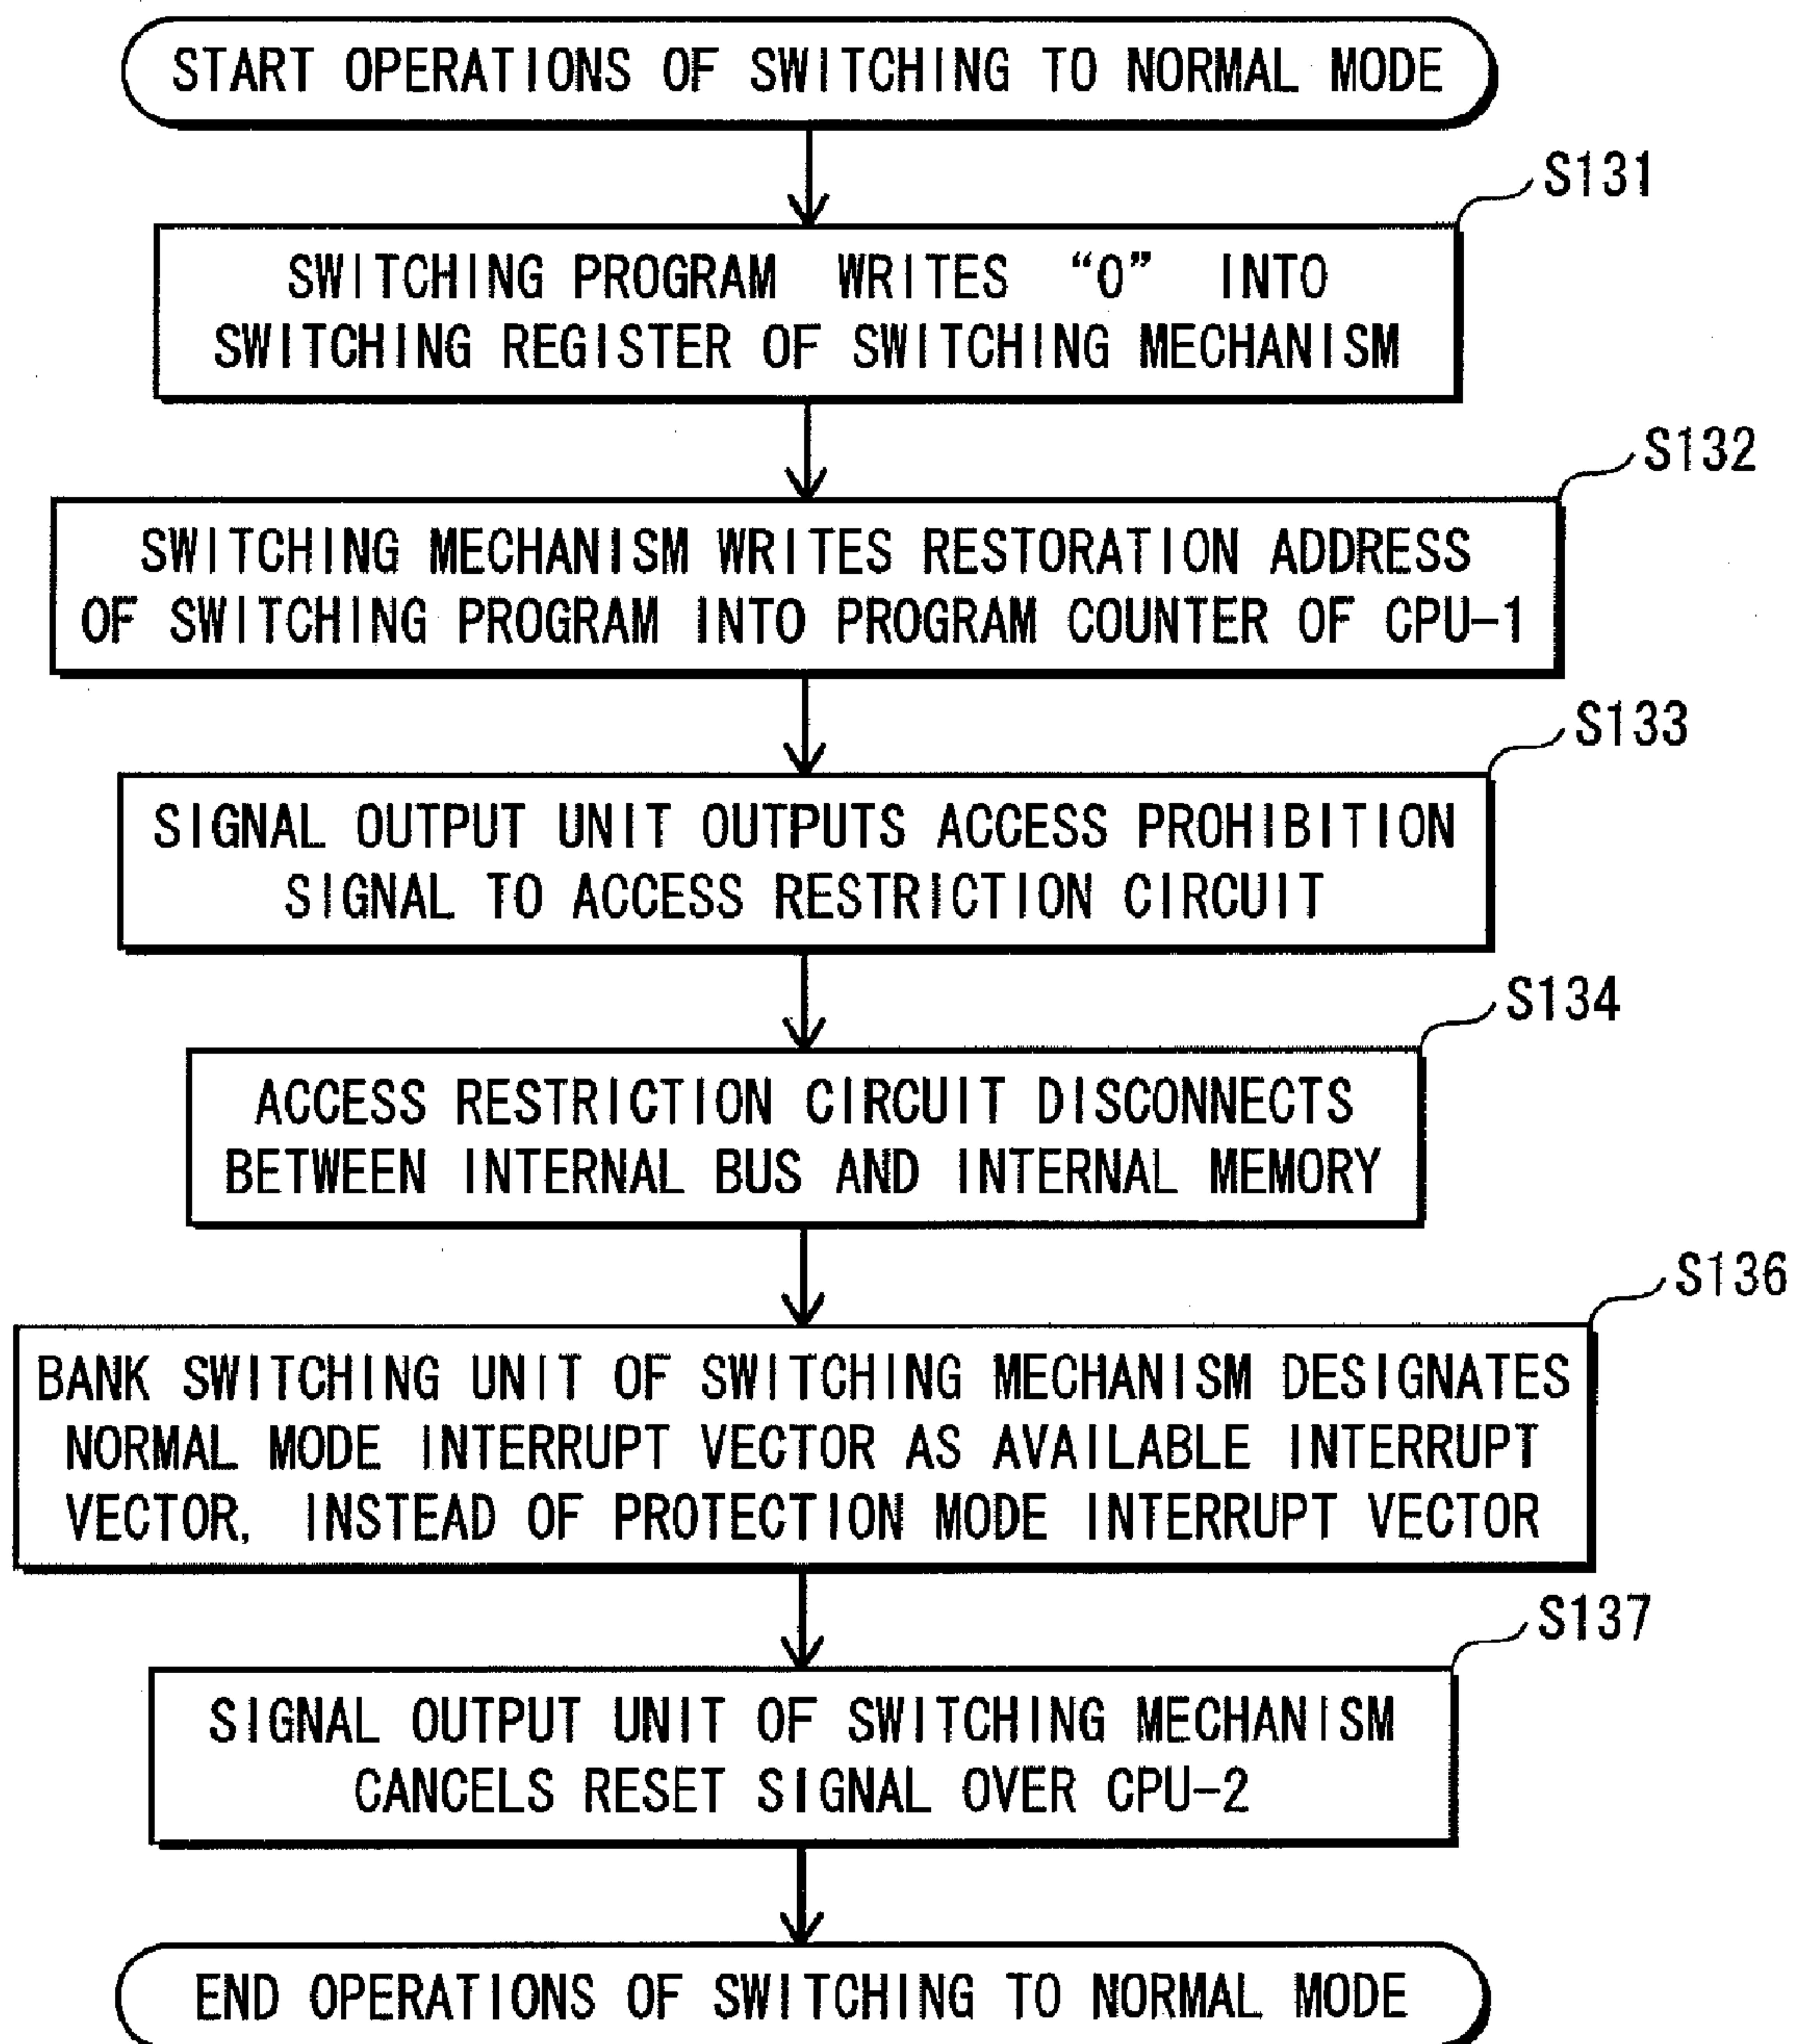 START OPERATIONS OF SWITCHING TO NORMAL MODE
S131
SWITCHING PROGRAM WRITES “0” INTO
SWITCHING REGISTER OF SWITCHING MECHANISM
S132
SWITCHING MECHANISM WRITES RESTORATION ADDRESS
OF SWITCHING PROGRAM INTO PROGRAM COUNTER OF CPU-1
S133
SIGNAL OUTPUT UNIT OUTPUTS ACCESS PROHIBITION
SIGNAL TO ACCESS RESTRICTION CIRCUIT
S134
ACCESS RESTRICTION CIRCUIT DISCONNECTS
BETWEEN INTERNAL BUS AND INTERNAL MEMORY
S136
BANK SWITCHING UNIT OF SWITCHING MECHANISM DESIGNATES
NORMAL MODE INTERRUPT VECTOR AS AVAILABLE INTERRUPT
VECTOR, INSTEAD OF PROTECTION MODE INTERRUPT VECTOR
S137
SIGNAL OUTPUT UNIT OF SWITCHING MECHANISM
CANCELS RESET SIGNAL OVER CPU-2
END OPERATIONS OF SWITCHING TO NORMAL MODE